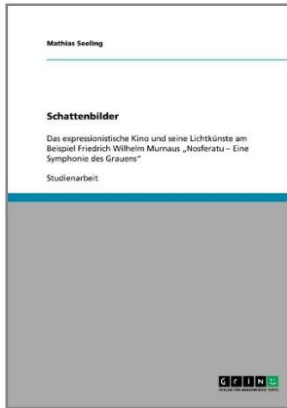 Mathias Seeling
Schattenbilder
Das expressionistische Kino und seine Lichtkünste am
Beispiel Friedrich Wilhelm Murnaus „Nosferatu – Eine
Symphonie des Grauens“
Studienarbeit
GRIN